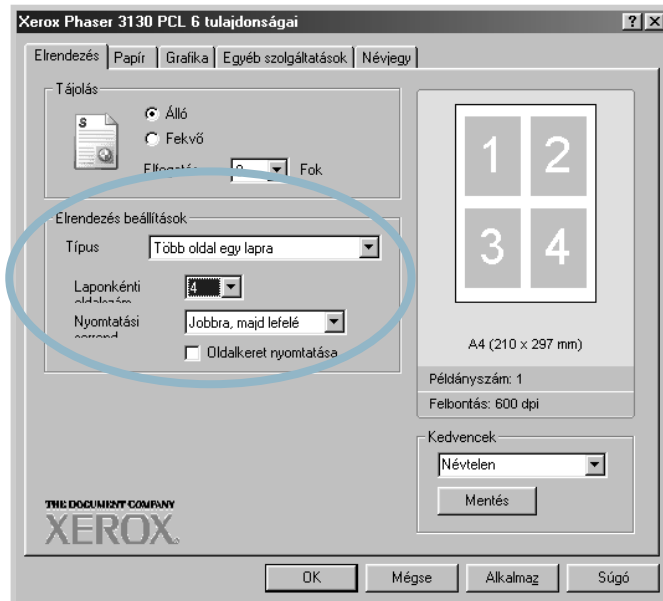 Xerox Phaser 3130 PCL 6 tulajdonságai
Elrendezés Papír Grafika Egyéb szolgáltatások Névjegy
Tájolás
S
Álló
Fekvő
Fok
Elrendezés beállítások
Típus Több oldal egy lapra
Laponkénti 4
Nyomtatási Jobbra, majd lefelé
Oldalkeret nyomtatása
1 2
3 4
A4 (210 x 297 mm)
Példányszám: 1
Felbontás: 600 dpi
Kedvencek
Névtelen
Mentés
THE DOCUMENT COMPANY
XEROX
OK Mégse Alkalmaz Súgó